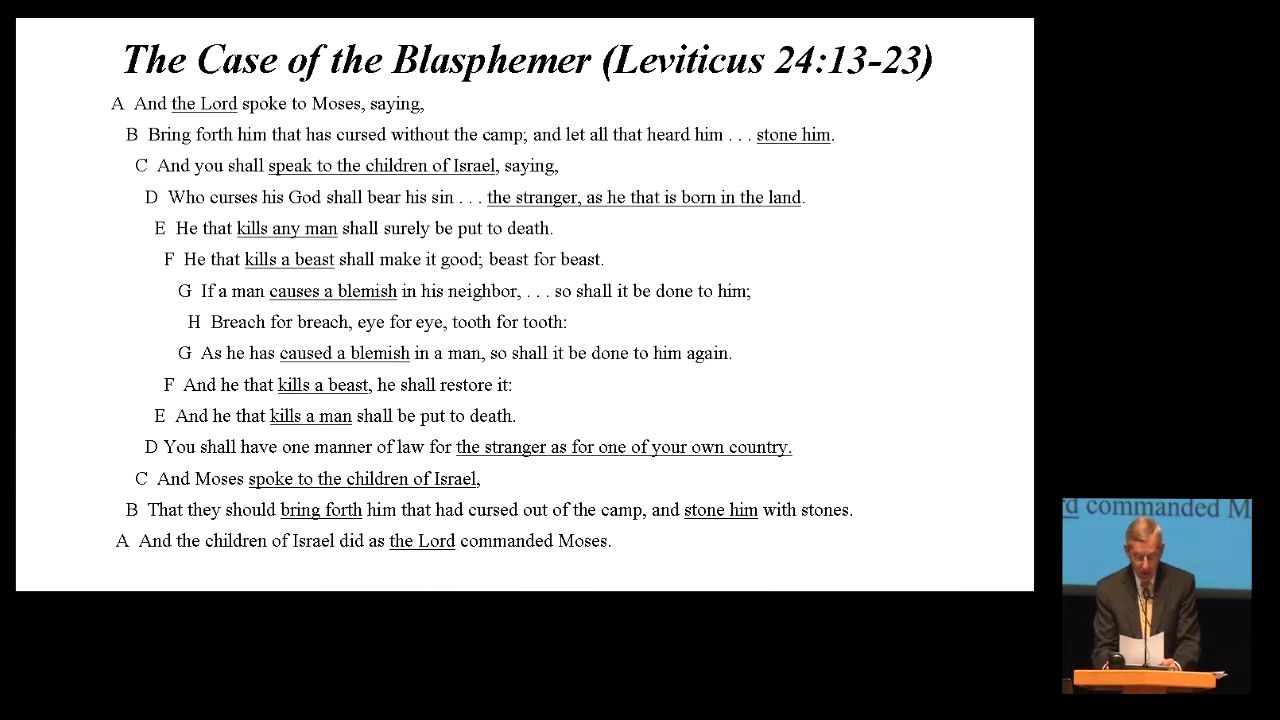 The Case of the Blasphemer (Leviticus 24:13-23)
A And the Lord spoke to Moses, saying,
B Bring forth him that has cursed without the camp; and let all that heard him . . . stone him.
C And you shall speak to the children of Israel, saying,
D Who curses his God shall bear his sin . . . the stranger, as he that is born in the land.
E He that kills any man shall surely be put to death.
F He that kills a beast shall make it good; beast for beast.
G If a man causes a blemish in his neighbor, . . . so shall it be done to him;
H Breach for breach, eye for eye, tooth for tooth:
G As he has caused a blemish in a man, so shall it be done to him again.
F And he that kills a beast, he shall restore it:
E And he that kills a man shall be put to death.
D You shall have one manner of law for the stranger as for one of your own country.
C And Moses spoke to the children of Israel,
B That they should bring forth him that had cursed out of the camp, and stone him with stones.
A And the children of Israel did as the Lord commanded Moses.
d commanded M